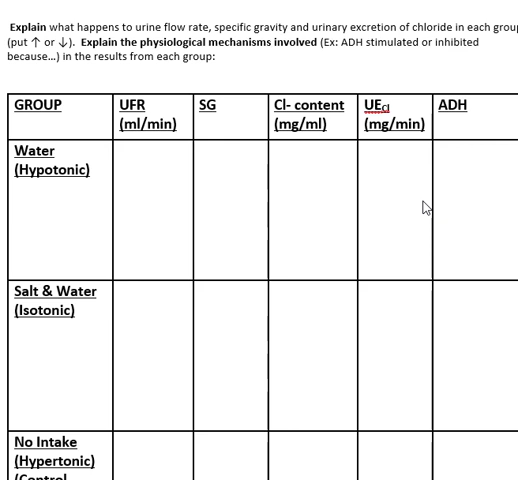 Explain what happens to urine flow rate, specific gravity and urinary excretion of chloride in each
(put ↑ or ↓). Explain the physiological mechanisms involved (Ex: ADH stimulated or inhibited
because...) in the results from each group:
GROUP UFR SG Cl- content UECl ADH
(ml/min) (mg/ml) (mg/min)
Water
(Hypotonic)
Salt & Water
(Isotonic)
No Intake
(Hypertonic)
(Control